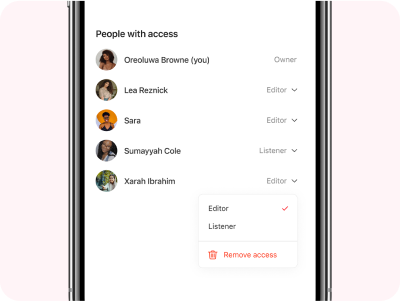 People with access
Oreoluwa Browne (you) Owner
Lea Reznick Editor
Sara Editor
Sumayyah Cole Listener
Xarah Ibrahim Editor
Editor
Listener
Remove access